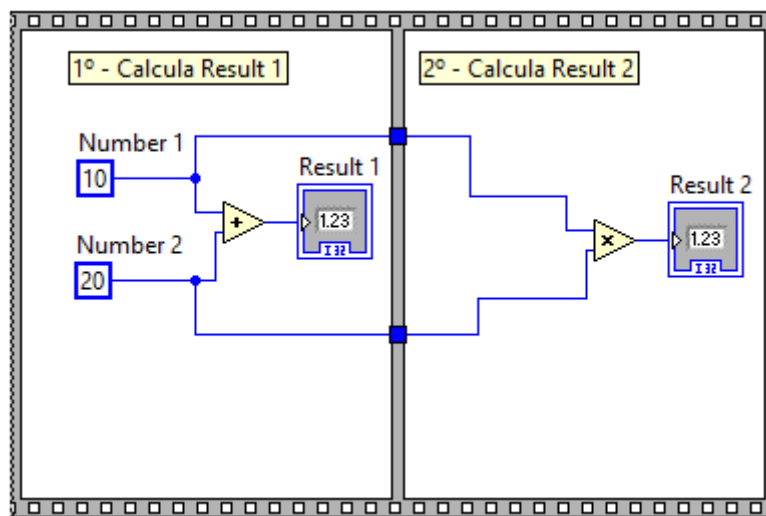 1º - Calcula Result 1
2º - Calcula Result 2
Number 1
10
Result 1
1.23
I32
+
Number 2
20
Result 2
1.23
I32
x